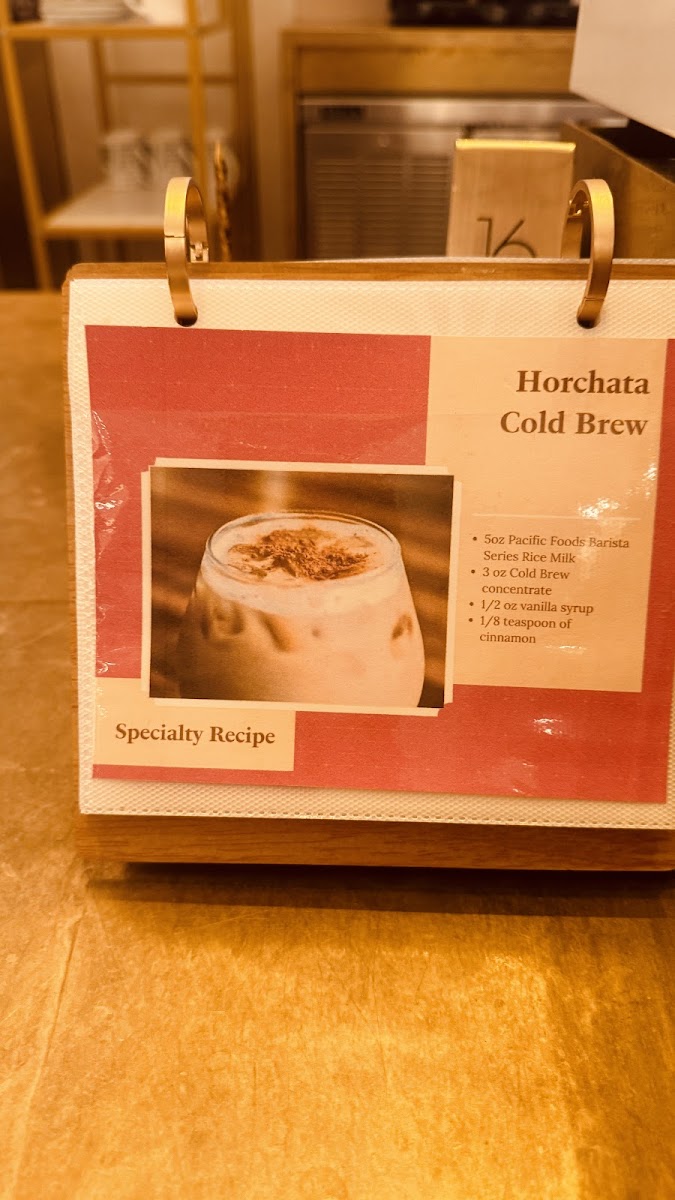 16
Horchata
Cold Brew
• 5oz Pacific Foods Barista
Series Rice Milk
• 3 oz Cold Brew
concentrate
• 1/2 oz vanilla syrup
• 1/8 teaspoon of
cinnamon
Specialty Recipe